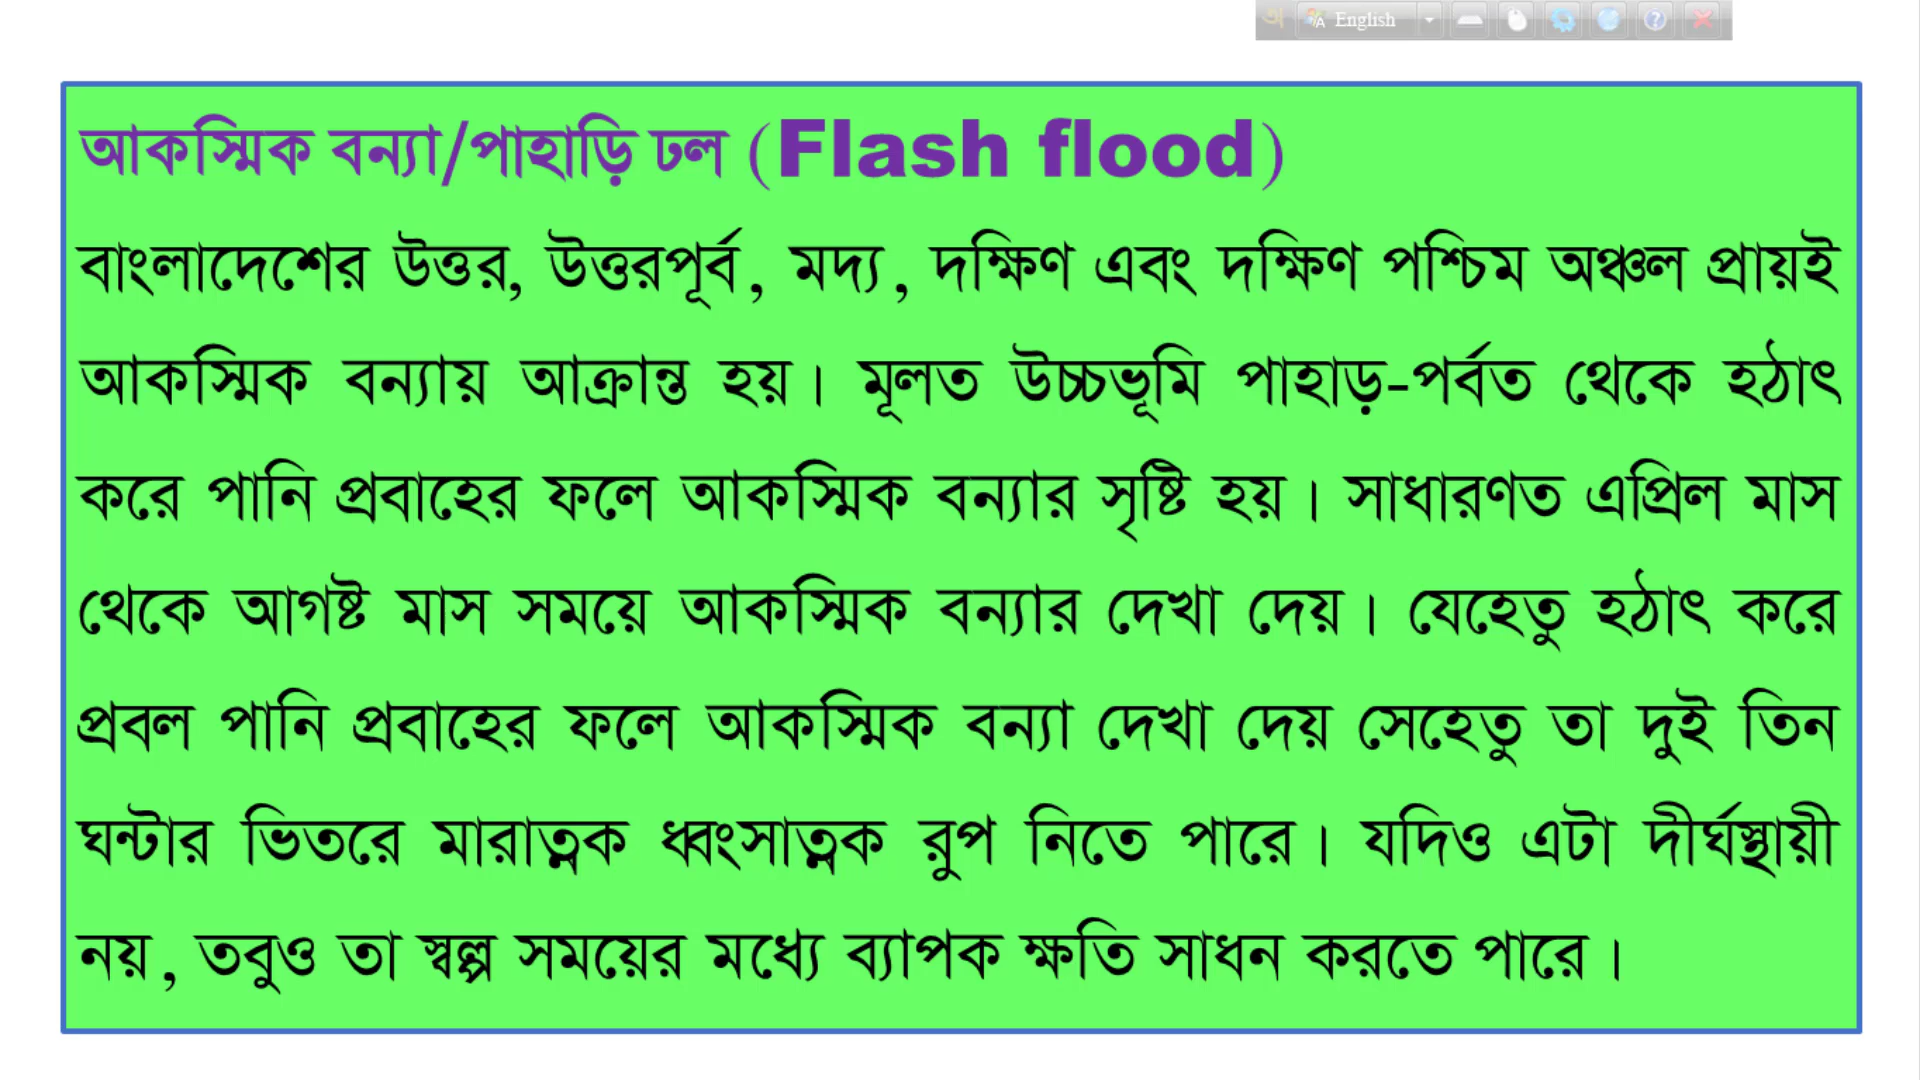 English
আকস্মিক বন্যা/পাহাড়ি ঢল (Flash flood)
বাংলাদেশের উত্তর, উত্তরপূর্ব, মদ্য, দক্ষিণ এবং দক্ষিণ পশ্চিম অঞ্চল প্রায়ই
আকস্মিক বন্যায় আক্রান্ত হয়। মূলত উচ্চভূমি পাহাড়-পর্বত থেকে হঠাৎ
করে পানি প্রবাহের ফলে আকস্মিক বন্যার সৃষ্টি হয়। সাধারণত এপ্রিল মাস
থেকে আগষ্ট মাস সময়ে আকস্মিক বন্যার দেখা দেয়। যেহেতু হঠাৎ করে
প্রবল পানি প্রবাহের ফলে আকস্মিক বন্যা দেখা দেয় সেহেতু তা দুই তিন
ঘন্টার ভিতরে মারাত্নক ধ্বংসাত্নক রুপ নিতে পারে। যদিও এটা দীর্ঘস্থায়ী
নয়, তবুও তা স্বল্প সময়ের মধ্যে ব্যাপক ক্ষতি সাধন করতে পারে।